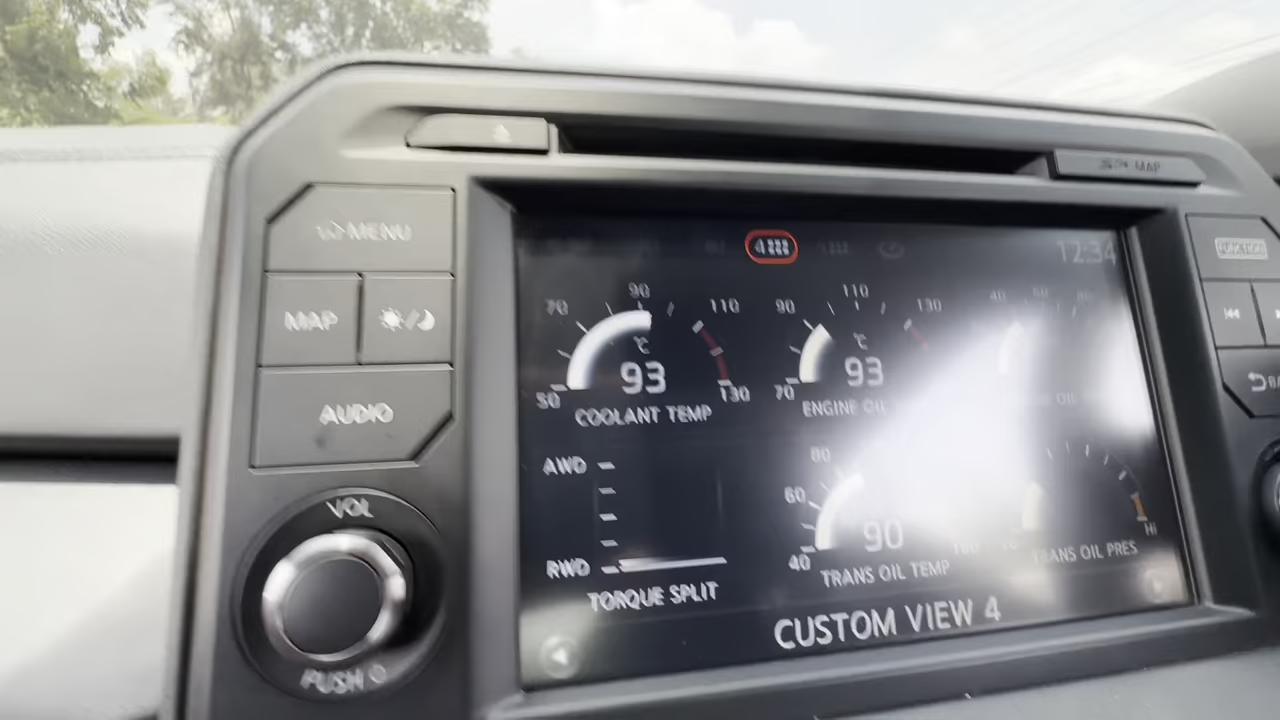 MAP
MENU
MAP
AUDIO
VOL
PUSH
4
12:34
70 90 110
50 130
°C
93
COOLANT TEMP
90 110 130
70
°C
93
ENGINE OIL
AWD
RWD
TORQUE SPLIT
80
60
40
90
TRANS OIL TEMP
HI
TRANS OIL PRES
CUSTOM VIEW 4